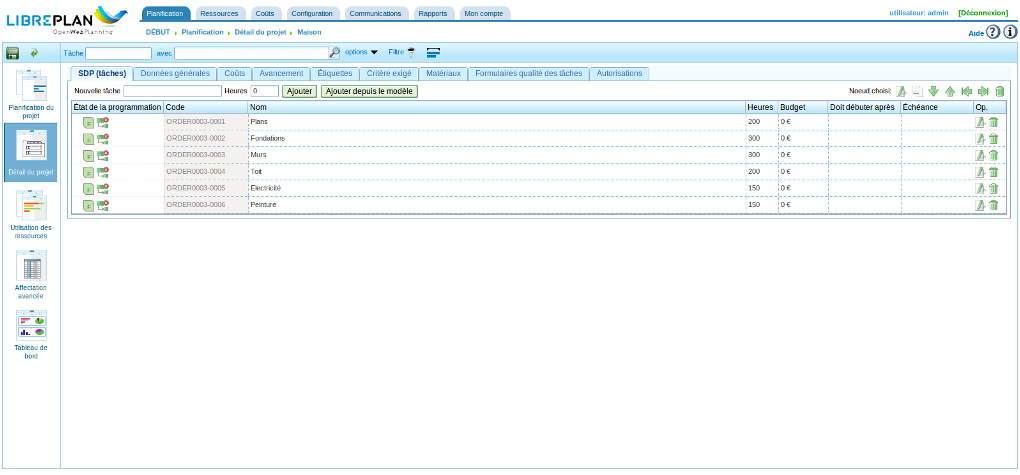 LIBREPLAN
OpenWebPlanning
Planification Ressources Coûts Configuration Communications Rapports Mon compte
utilisateur: admin [Déconnexion]
DÉBUT Planification Détail du projet Maison
Aide
Tâche avec options Filtre
Planification du projet
Détail du projet
Utilisation des ressources
Affectation avancée
Tableau de bord
SDP (tâches) Données générales Coûts Avancement Étiquettes Critère exigé Matériaux Formulaires qualité des tâches Autorisations
Nouvelle tâche Heures 0 Ajouter Ajouter depuis le modèle Noeud choisi:
État de la programmation Code Nom Heures Budget Doit débuter après Échéance Op.
ORDER0003-0001 Plans 200 0 €
ORDER0003-0002 Fondations 300 0 €
ORDER0003-0003 Murs 300 0 €
ORDER0003-0004 Toit 200 0 €
ORDER0003-0005 Electricité 150 0 €
ORDER0003-0006 Peinture 150 0 €